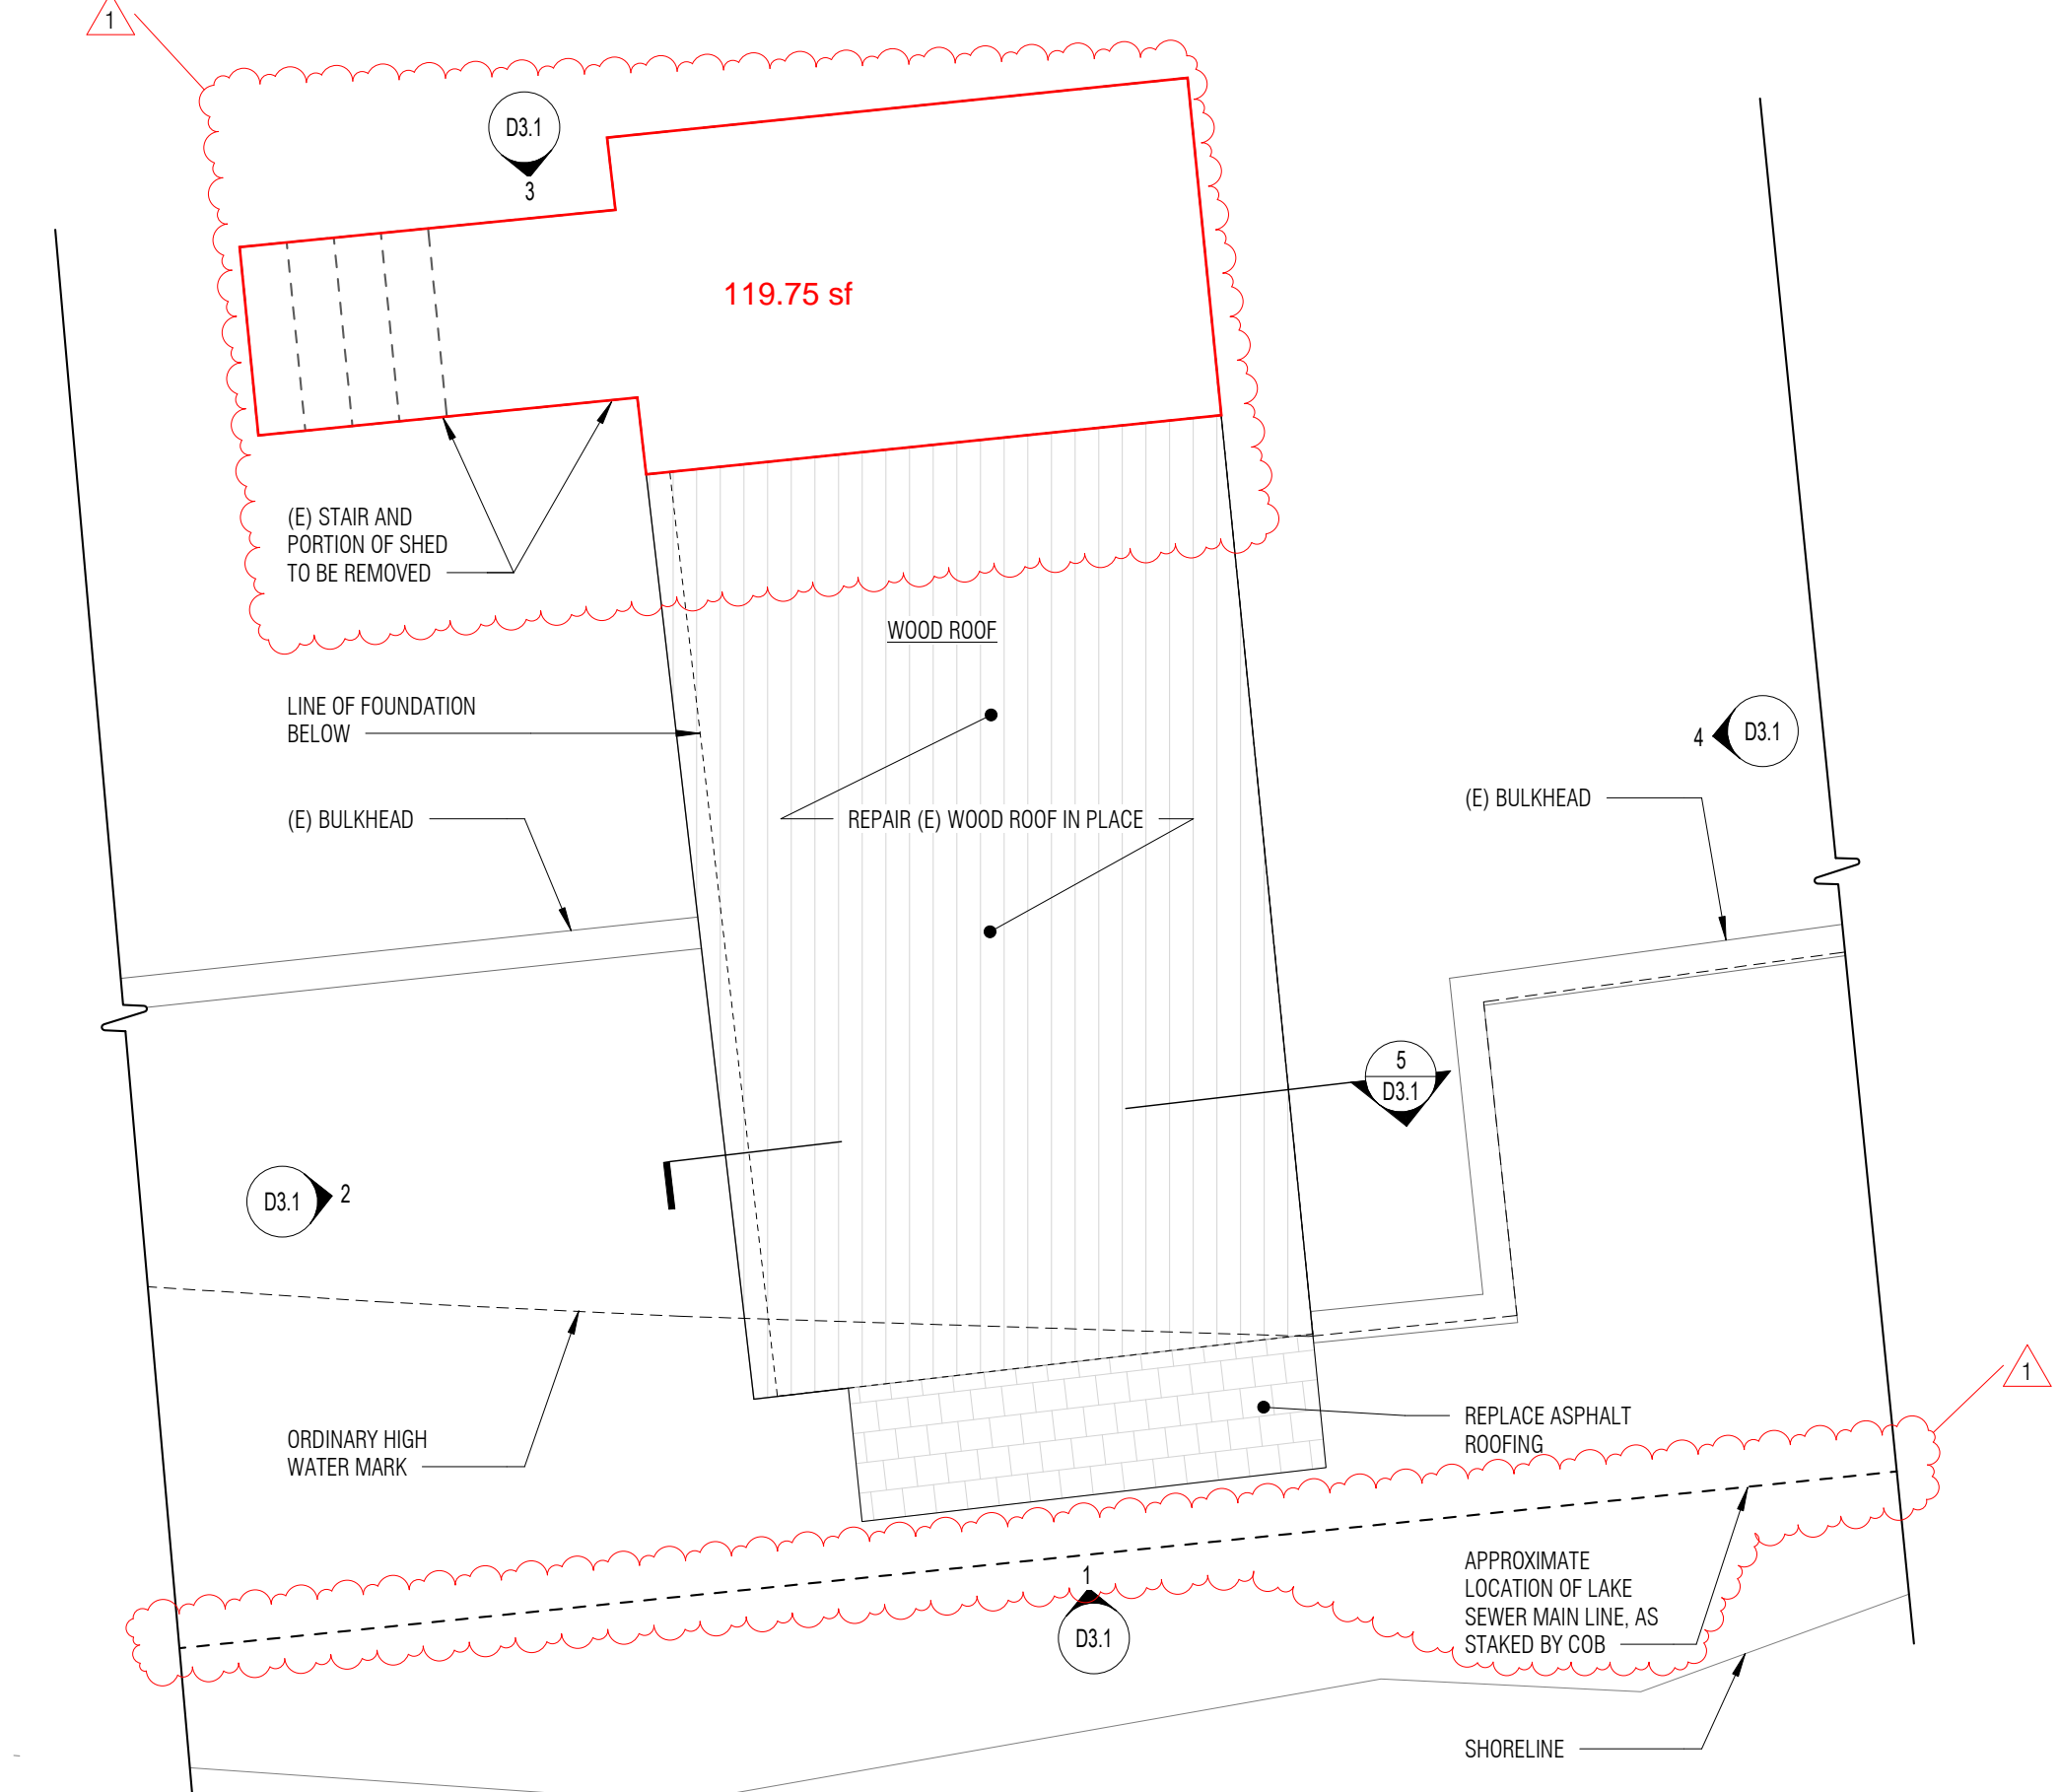 1
D3.1
3
119.75 sf
(E) STAIR AND
PORTION OF SHED
TO BE REMOVED
WOOD ROOF
LINE OF FOUNDATION
BELOW
4
D3.1
(E) BULKHEAD
REPAIR (E) WOOD ROOF IN PLACE
(E) BULKHEAD
5
D3.1
D3.1
2
1
ORDINARY HIGH
WATER MARK
REPLACE ASPHALT
ROOFING
APPROXIMATE
LOCATION OF LAKE
SEWER MAIN LINE, AS
STAKED BY COB
1
D3.1
SHORELINE